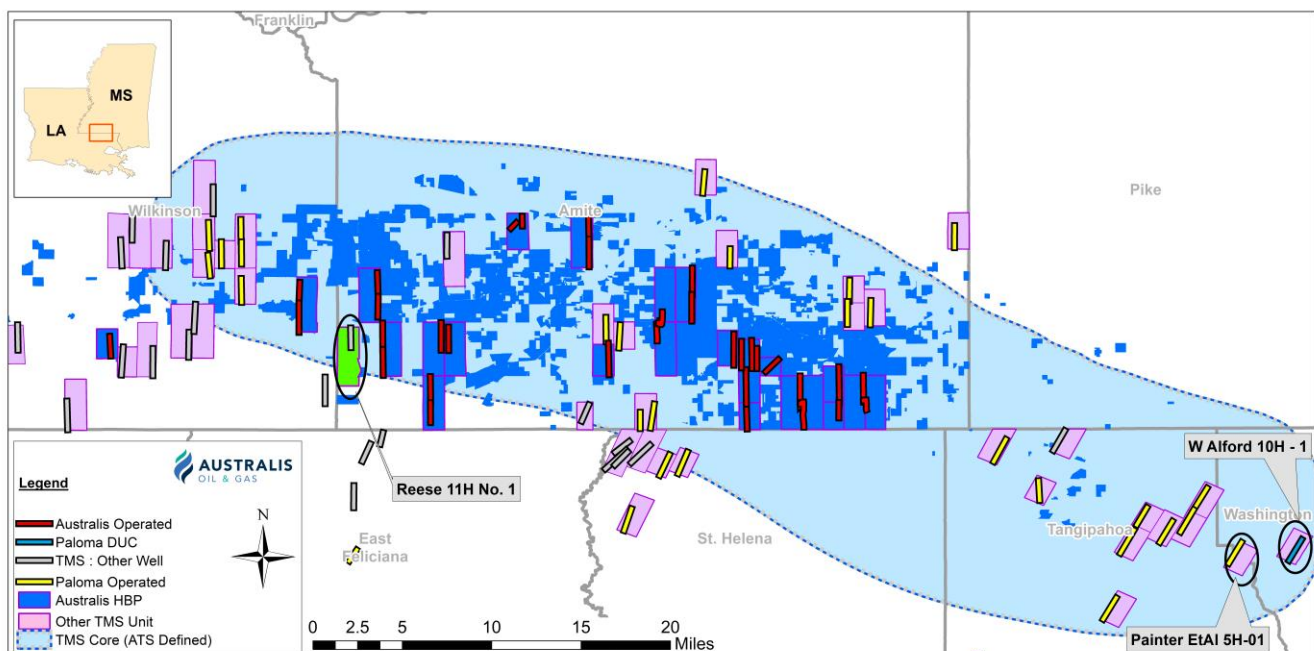 Franklin
MS
LA
Pike
Wilkinson
Amite
W Alford 10H - 1
AUSTRALIS
OIL & GAS
Legend
Reese 11H No. 1
N
Australis Operated
Paloma DUC
TMS : Other Well
Paloma Operated
Australis HBP
Other TMS Unit
TMS Core (ATS Defined)
East
Feliciana
St. Helena
Tangipahoa
Washington
0 2.5 5 10 15 20
Miles
Painter EtAl 5H-01